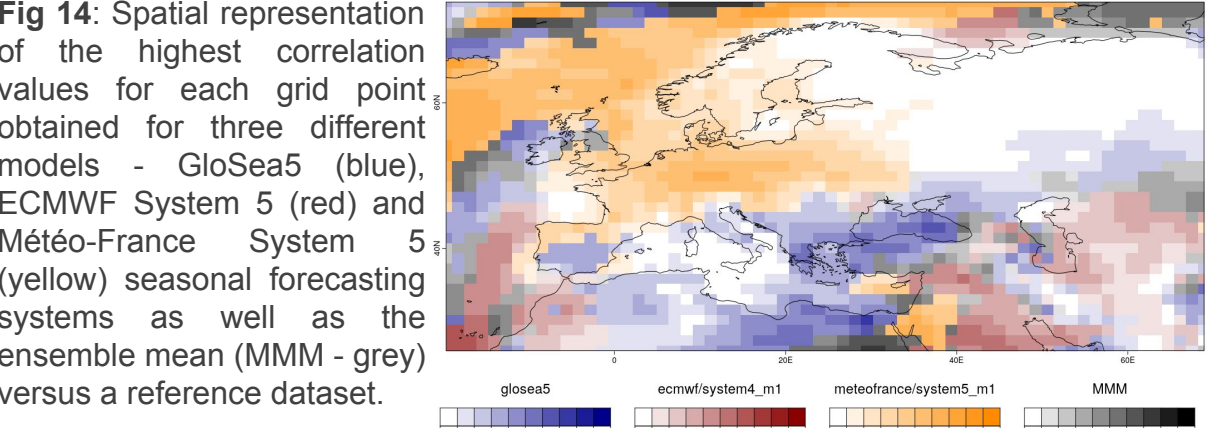 Fig 14: Spatial representation
of the highest correlation
values for each grid point
obtained for three different
models - GloSea5 (blue),
ECMWF System 5 (red) and
Météo-France System 5
(yellow) seasonal forecasting
systems as well as the
ensemble mean (MMM - grey)
versus a reference dataset.
60N
40N
0 20E 40E 60E
glosea5 ecmwf/system4_m1 meteofrance/system5_m1 MMM